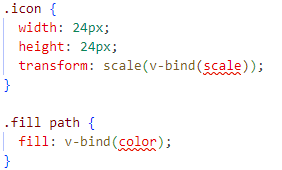 .icon {
  width: 24px;
  height: 24px;
  transform: scale(v-bind(scale));
}

.fill path {
  fill: v-bind(color);
}